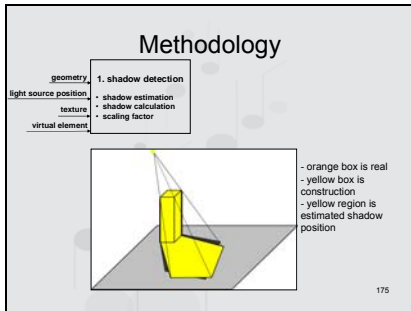 Methodology
geometry
light source position
texture
virtual element
1. shadow detection
• shadow estimation
• shadow calculation
• scaling factor
- orange box is real
- yellow box is
construction
- yellow region is
estimated shadow
position
175